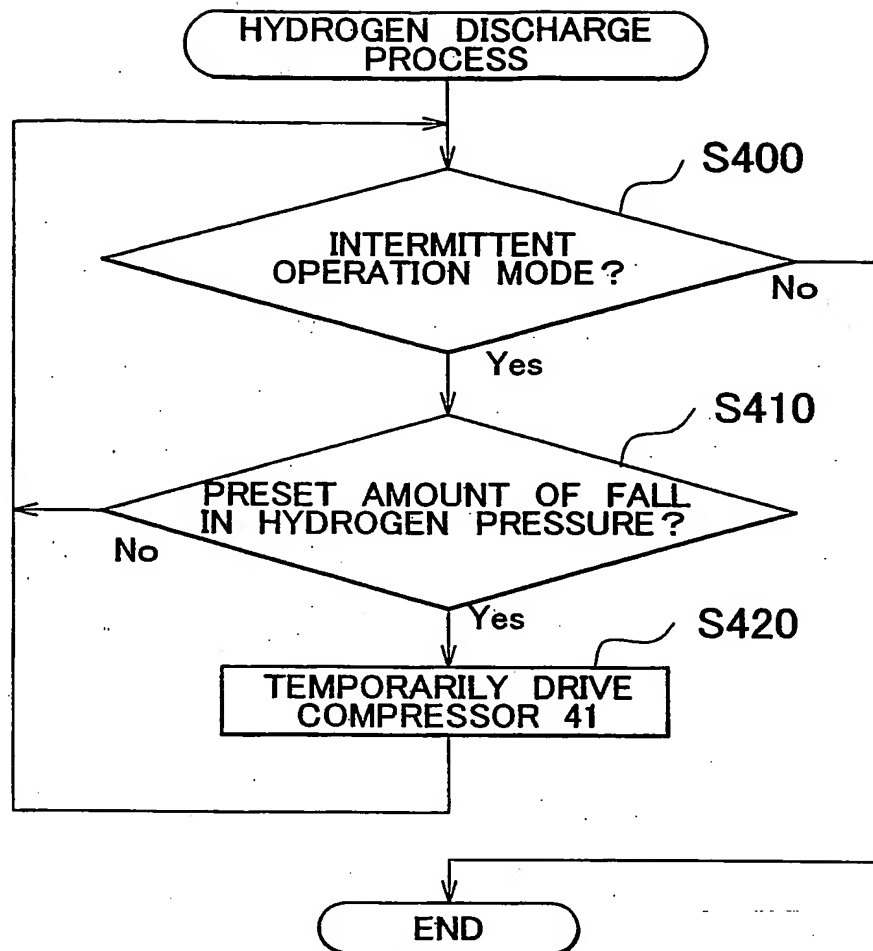 HYDROGEN DISCHARGE
PROCESS
S400
INTERMITTENT
OPERATION MODE?
No
Yes
S410
PRESET AMOUNT OF FALL
IN HYDROGEN PRESSURE?
No
Yes
S420
TEMPORARILY DRIVE
COMPRESSOR 41
END